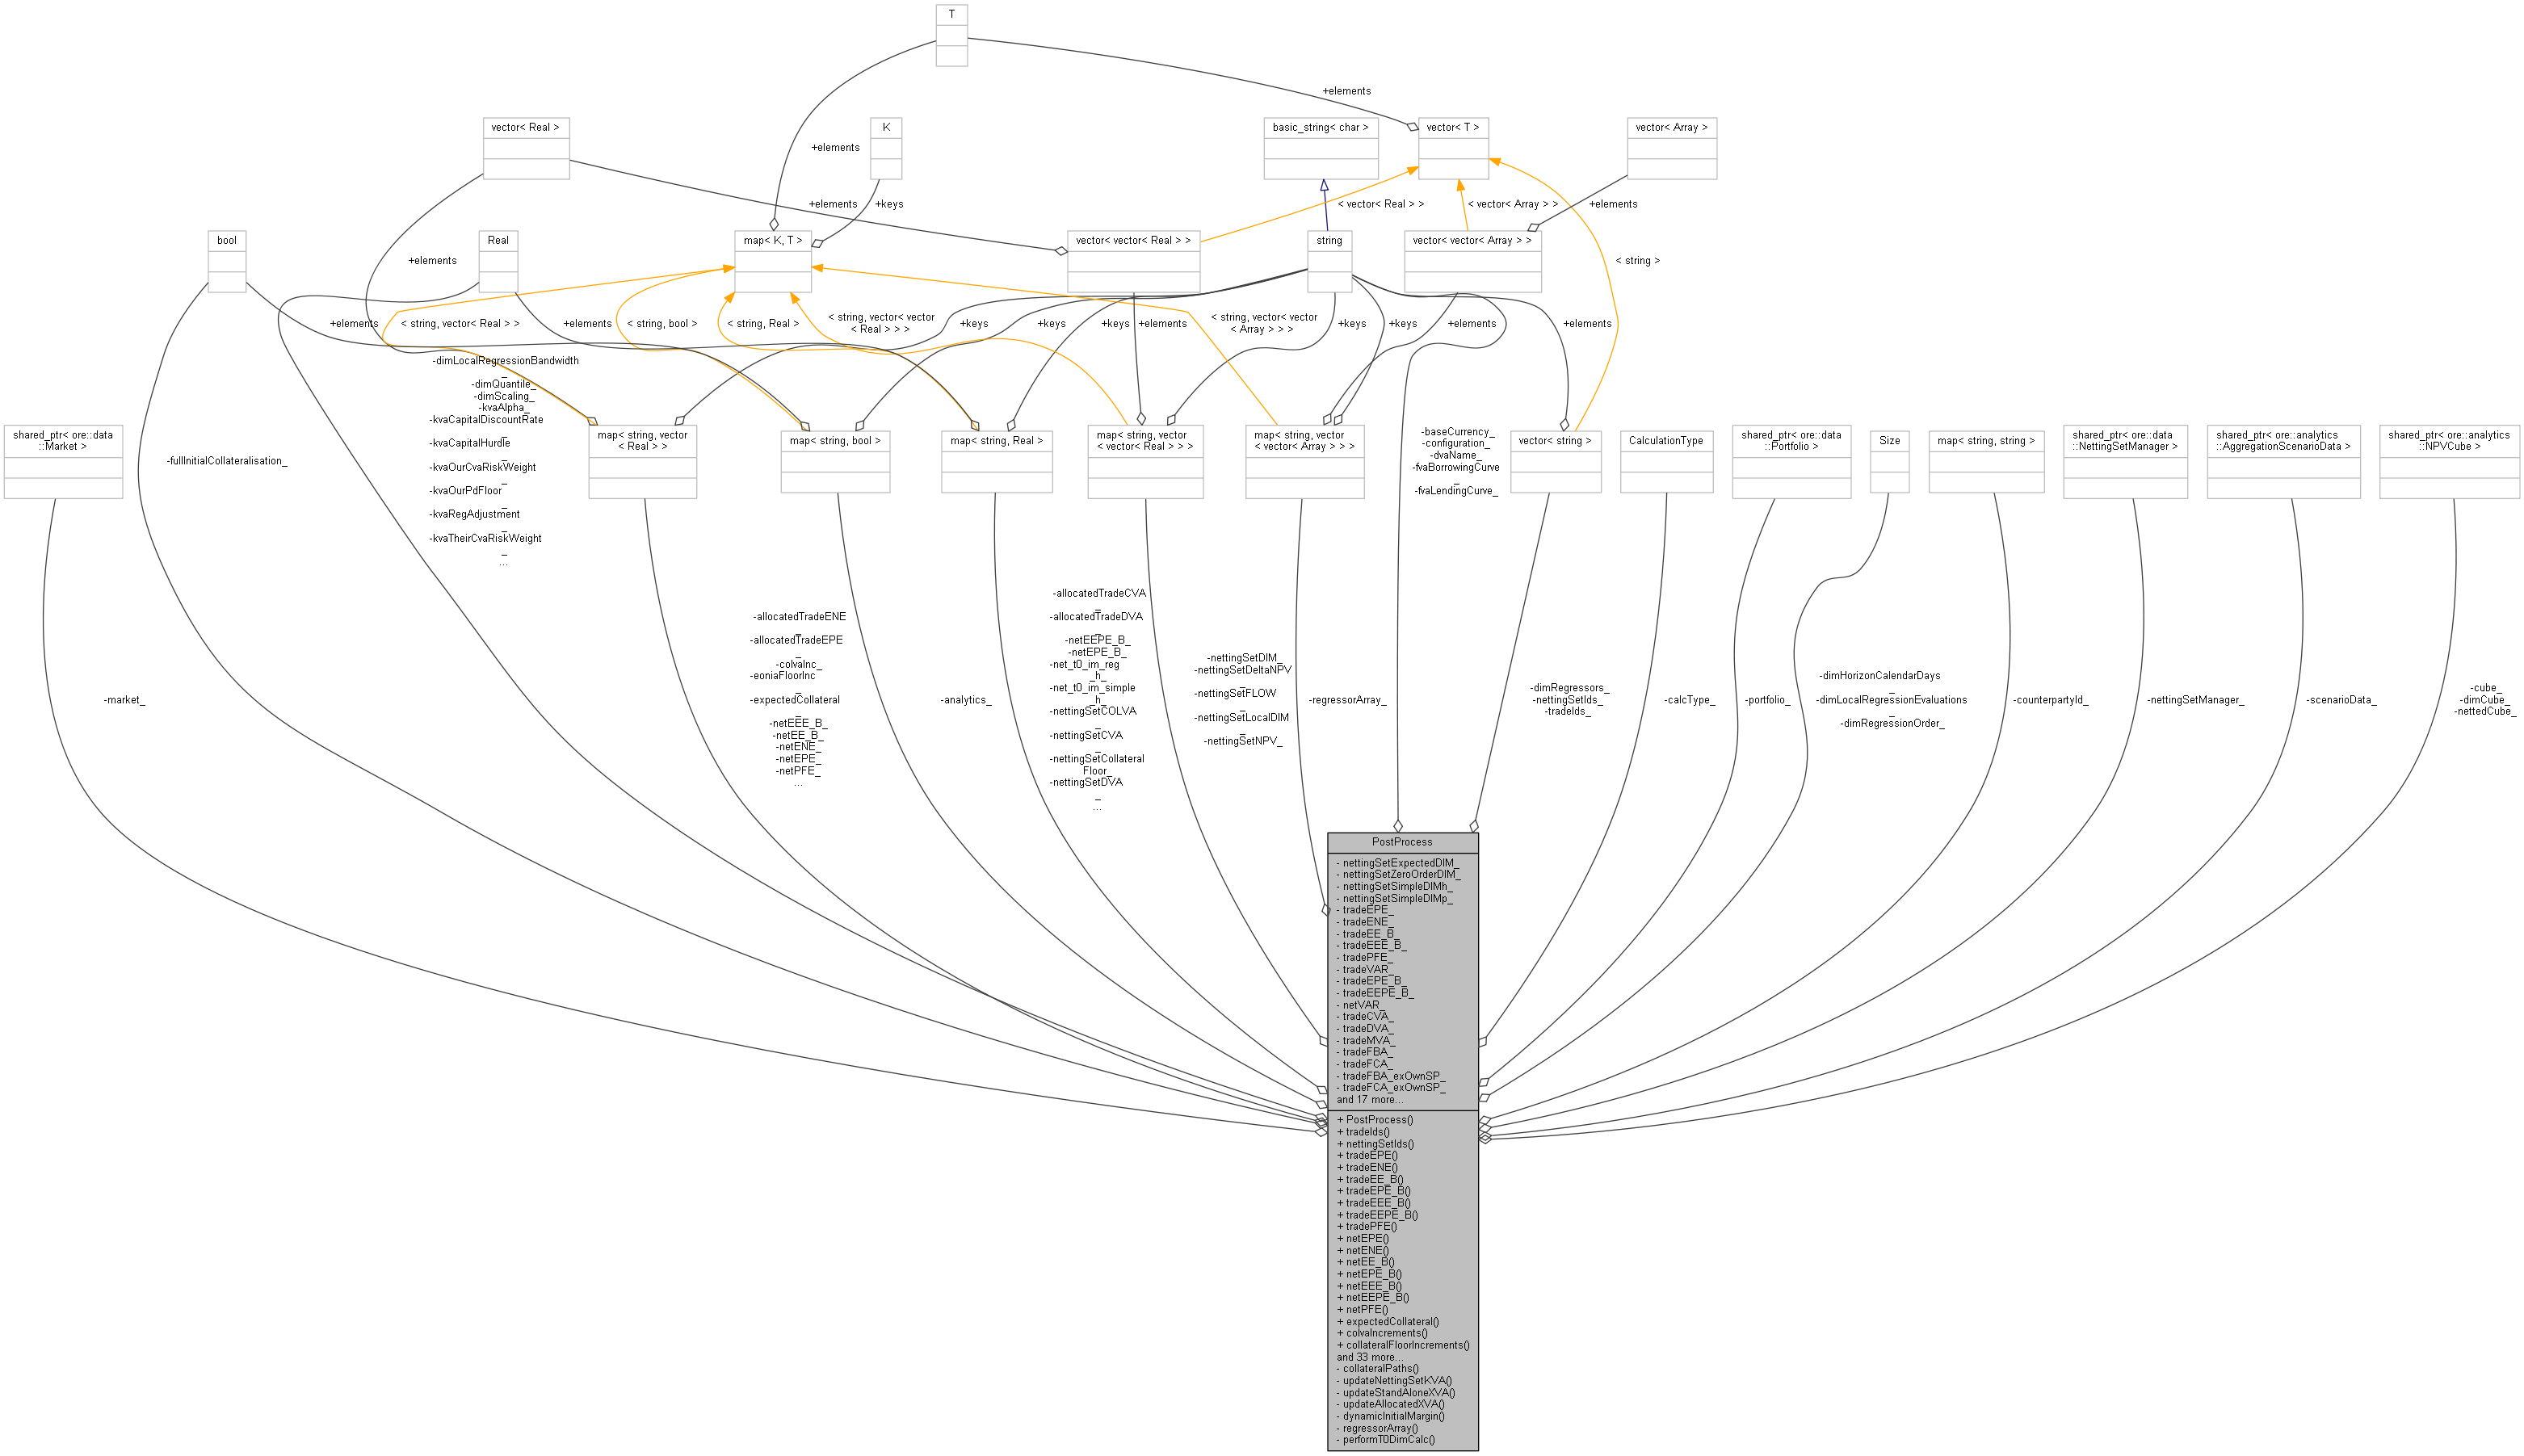 T
+elements
vector< Real >
K
basic_string< char >
vector< T >
vector< Array >
+elements
+elements
+keys
< vector< Real > >
< vector< Array > >
+elements
bool
Real
map< K, T >
vector< vector< Real > >
string
vector< vector< Array > >
+elements
< string >
+elements
< string, vector< Real > >
+elements
< string, bool >
< string, Real >
< string, vector< vector
< Real > > >
+keys
+keys
+keys
+elements
< string, vector< vector
< Array > > >
+keys
+keys
+elements
+elements
-dimLocalRegressionBandwidth
_
-dimQuantile_
-dimScaling_
-kvaAlpha_
-kvaCapitalDiscountRate
_
-kvaCapitalHurdle
_
-kvaOurCvaRiskWeight
_
-kvaOurPdFloor
_
-kvaRegAdjustment
_
-kvaTheirCvaRiskWeight
_
...
-fullInitialCollateralisation_
-baseCurrency_
-configuration_
-dvaName_
-fvaBorrowingCurve
_
-fvaLendingCurve_
shared_ptr< ore::data
::Market >
map< string, vector
< Real > >
map< string, bool >
map< string, Real >
map< string, vector
< vector< Real > > >
map< string, vector
< vector< Array > > >
vector< string >
CalculationType
shared_ptr< ore::data
::Portfolio >
Size
map< string, string >
shared_ptr< ore::data
::NettingSetManager >
shared_ptr< ore::analytics
::AggregationScenarioData >
shared_ptr< ore::analytics
::NPVCube >
-market_
-allocatedTradeENE
_
-allocatedTradeEPE
_
-colvaInc_
-eoniaFloorInc
_
-expectedCollateral
_
-netEEE_B_
-netEE_B_
-netENE_
-netEPE_
-netPFE_
...
-analytics_
-allocatedTradeCVA
_
-allocatedTradeDVA
_
-netEEPE_B_
-netEPE_B_
-net_t0_im_reg
_h_
-net_t0_im_simple
_h_
-nettingSetCOLVA
_
-nettingSetCVA
_
-nettingSetCollateral
Floor_
-nettingSetDVA
_
...
-nettingSetDIM_
-nettingSetDeltaNPV
_
-nettingSetFLOW
_
-nettingSetLocalDIM
_
-nettingSetNPV_
-regressorArray_
-dimRegressors_
-nettingSetIds_
-tradeIds_
-calcType_
-portfolio_
-dimHorizonCalendarDays
_
-dimLocalRegressionEvaluations
_
-dimRegressionOrder_
-counterpartyId_
-nettingSetManager_
-scenarioData_
-cube_
-dimCube_
-nettedCube_
PostProcess
- nettingSetExpectedDIM_
- nettingSetZeroOrderDIM_
- nettingSetSimpleDIMh_
- nettingSetSimpleDIMp_
- tradeEPE_
- tradeENE_
- tradeEE_B_
- tradeEEE_B_
- tradePFE_
- tradeVAR_
- tradeEPE_B_
- tradeEEPE_B_
- netVAR_
- tradeCVA_
- tradeDVA_
- tradeMVA_
- tradeFBA_
- tradeFCA_
- tradeFBA_exOwnSP_
- tradeFCA_exOwnSP_
and 17 more...
+ PostProcess()
+ tradeIds()
+ nettingSetIds()
+ tradeEPE()
+ tradeENE()
+ tradeEE_B()
+ tradeEPE_B()
+ tradeEEE_B()
+ tradeEEPE_B()
+ tradePFE()
+ netEPE()
+ netENE()
+ netEE_B()
+ netEPE_B()
+ netEEE_B()
+ netEEPE_B()
+ netPFE()
+ expectedCollateral()
+ colvaIncrements()
+ collateralFloorIncrements()
and 33 more...
- collateralPaths()
- updateNettingSetKVA()
- updateStandAloneXVA()
- updateAllocatedXVA()
- dynamicInitialMargin()
- regressorArray()
- performT0DimCalc()